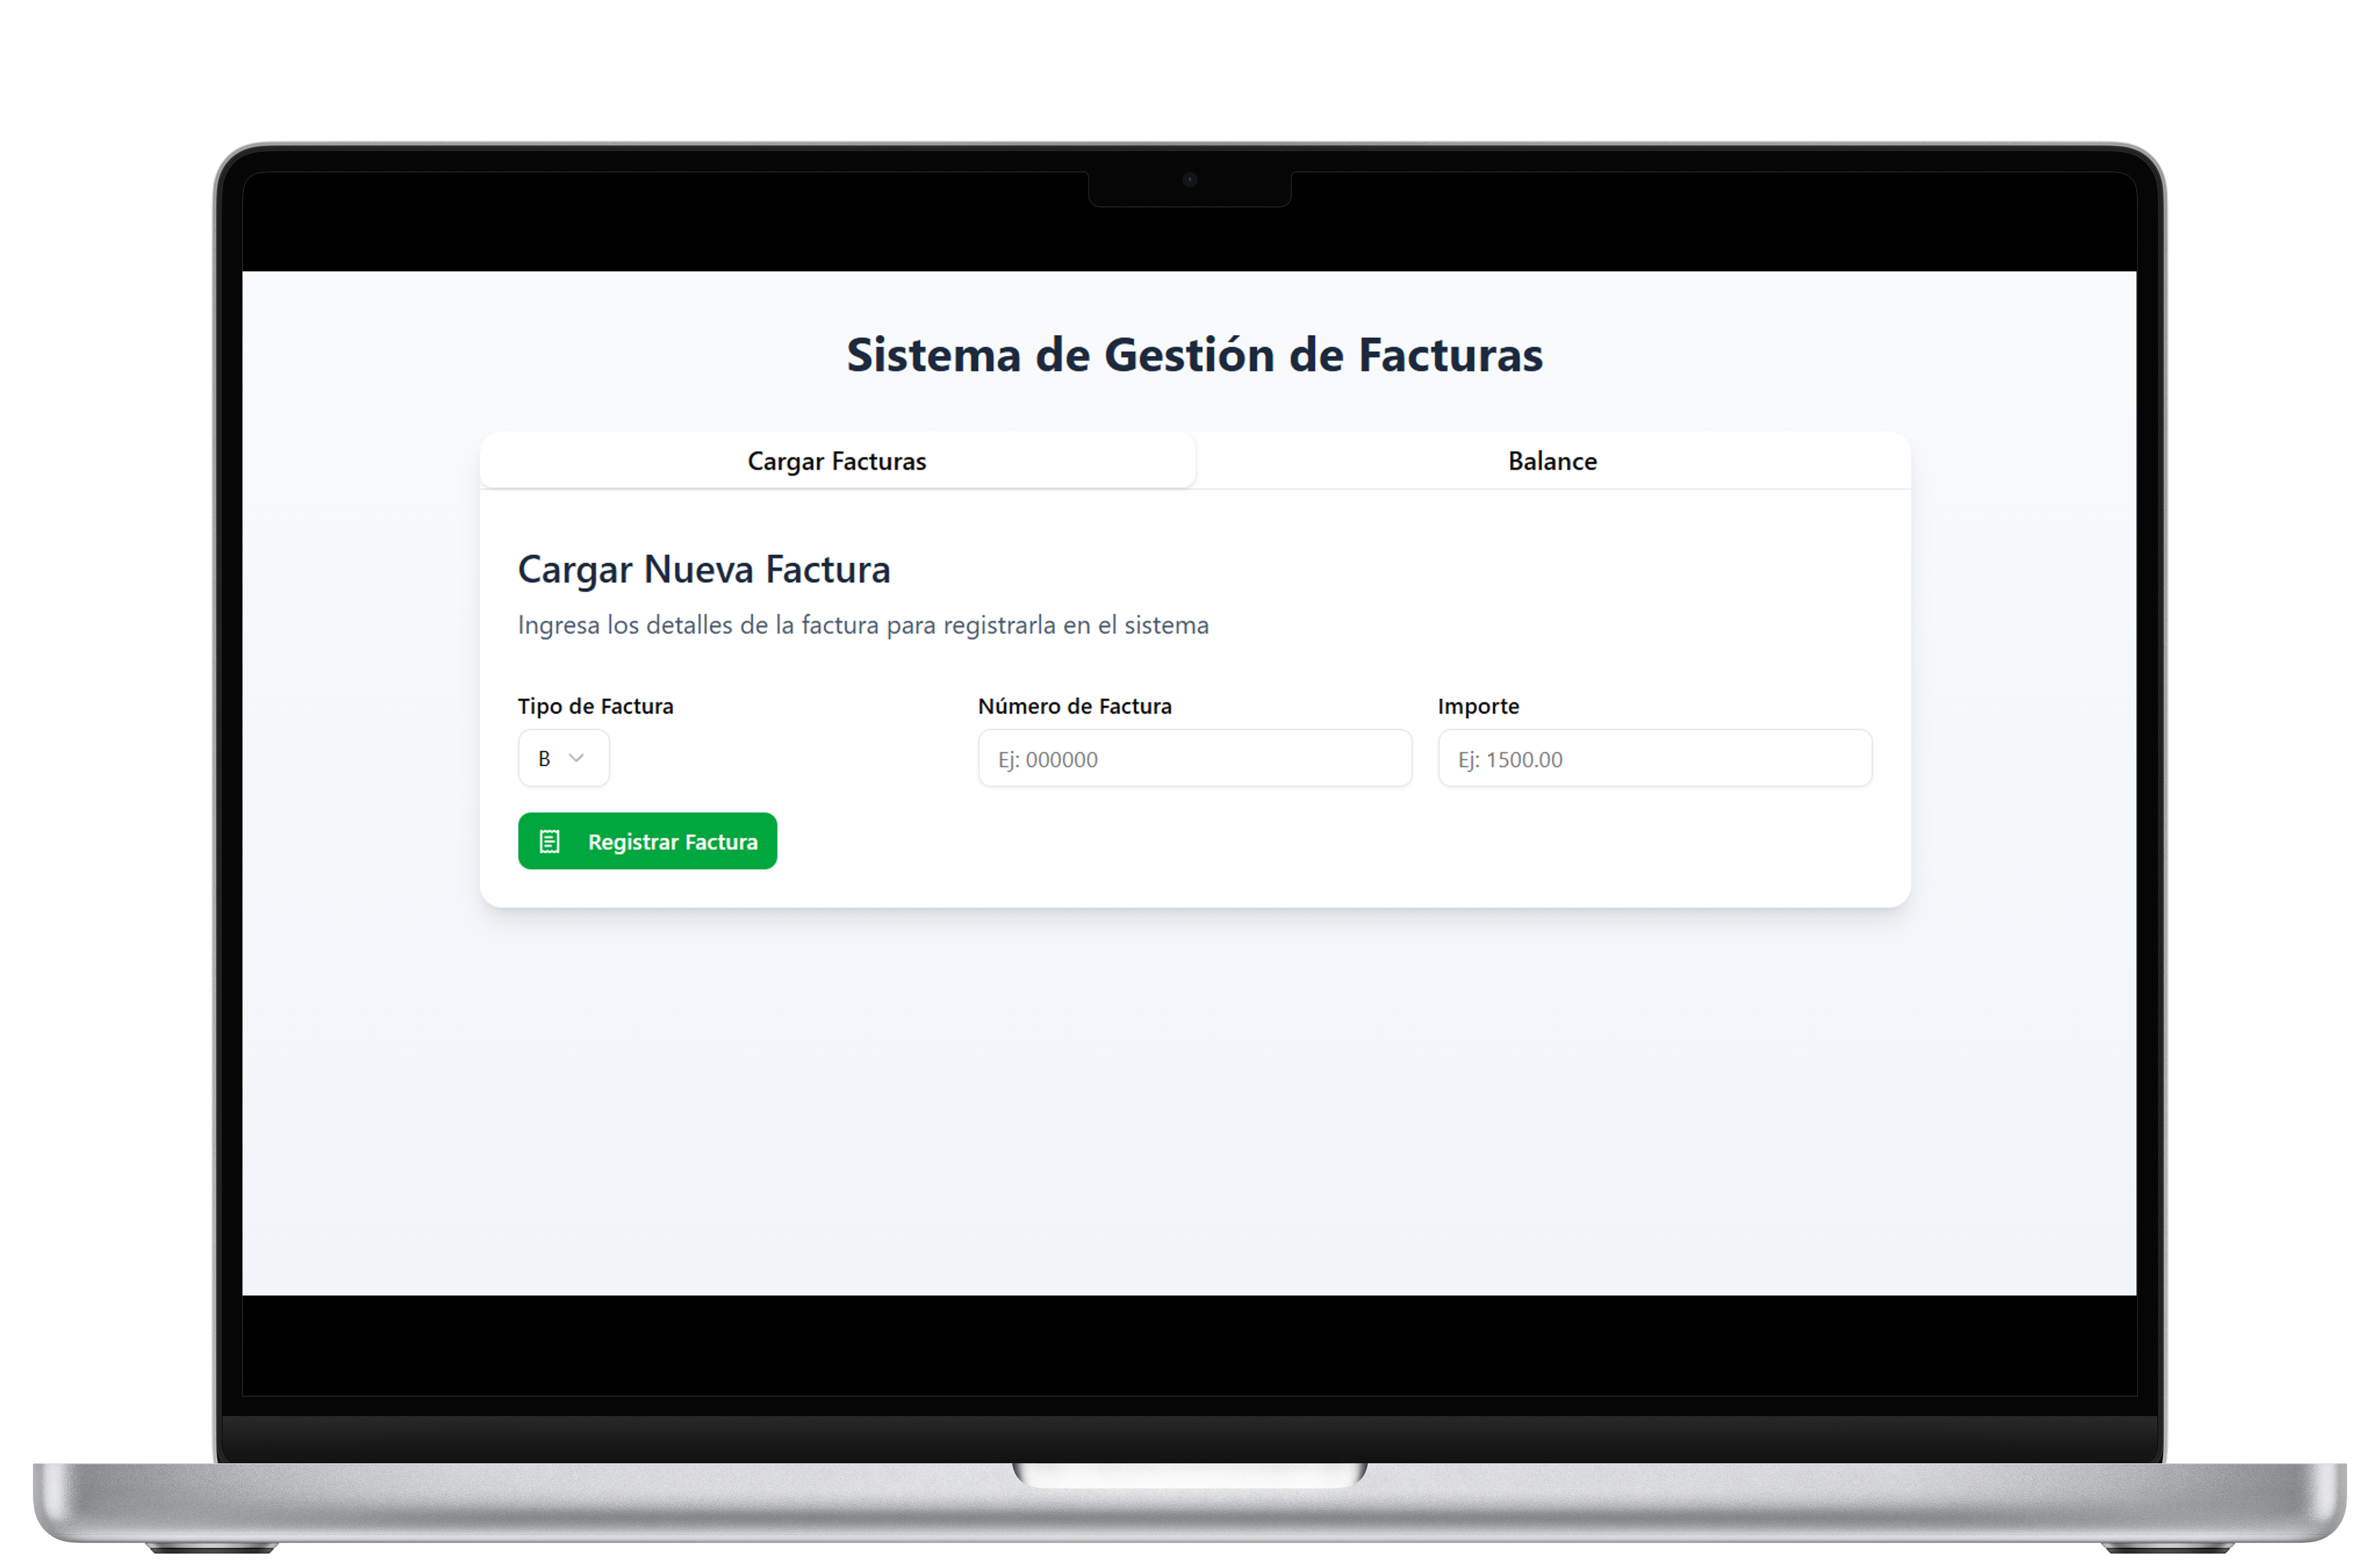 Sistema de Gestión de Facturas
Cargar Facturas
Balance
Cargar Nueva Factura
Ingresa los detalles de la factura para registrarla en el sistema
Tipo de Factura
Número de Factura
Importe
B
Ej: 000000
Ej: 1500.00
Registrar Factura